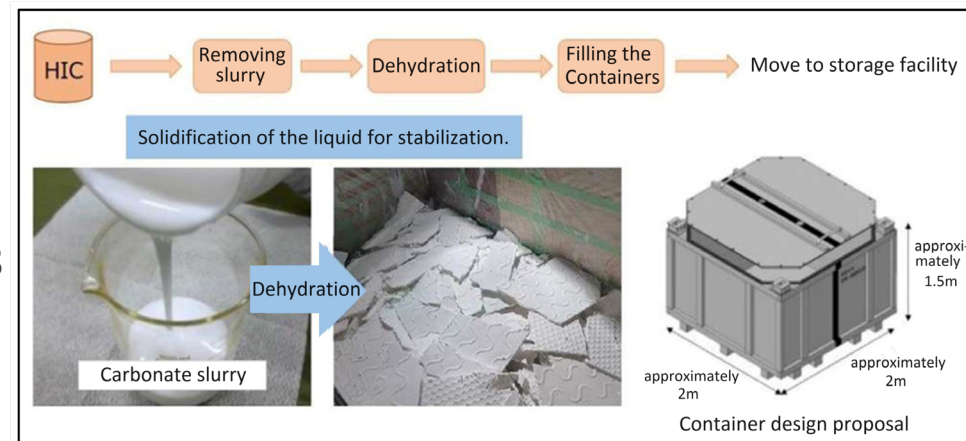 HIC
Removing
slurry
Dehydration
Filling the
Containers
Move to storage facility
Solidification of the liquid for stabilization.
Dehydration
Carbonate slurry
approxi-
mately
1.5m
approximately
2m
approximately
2m
Container design proposal